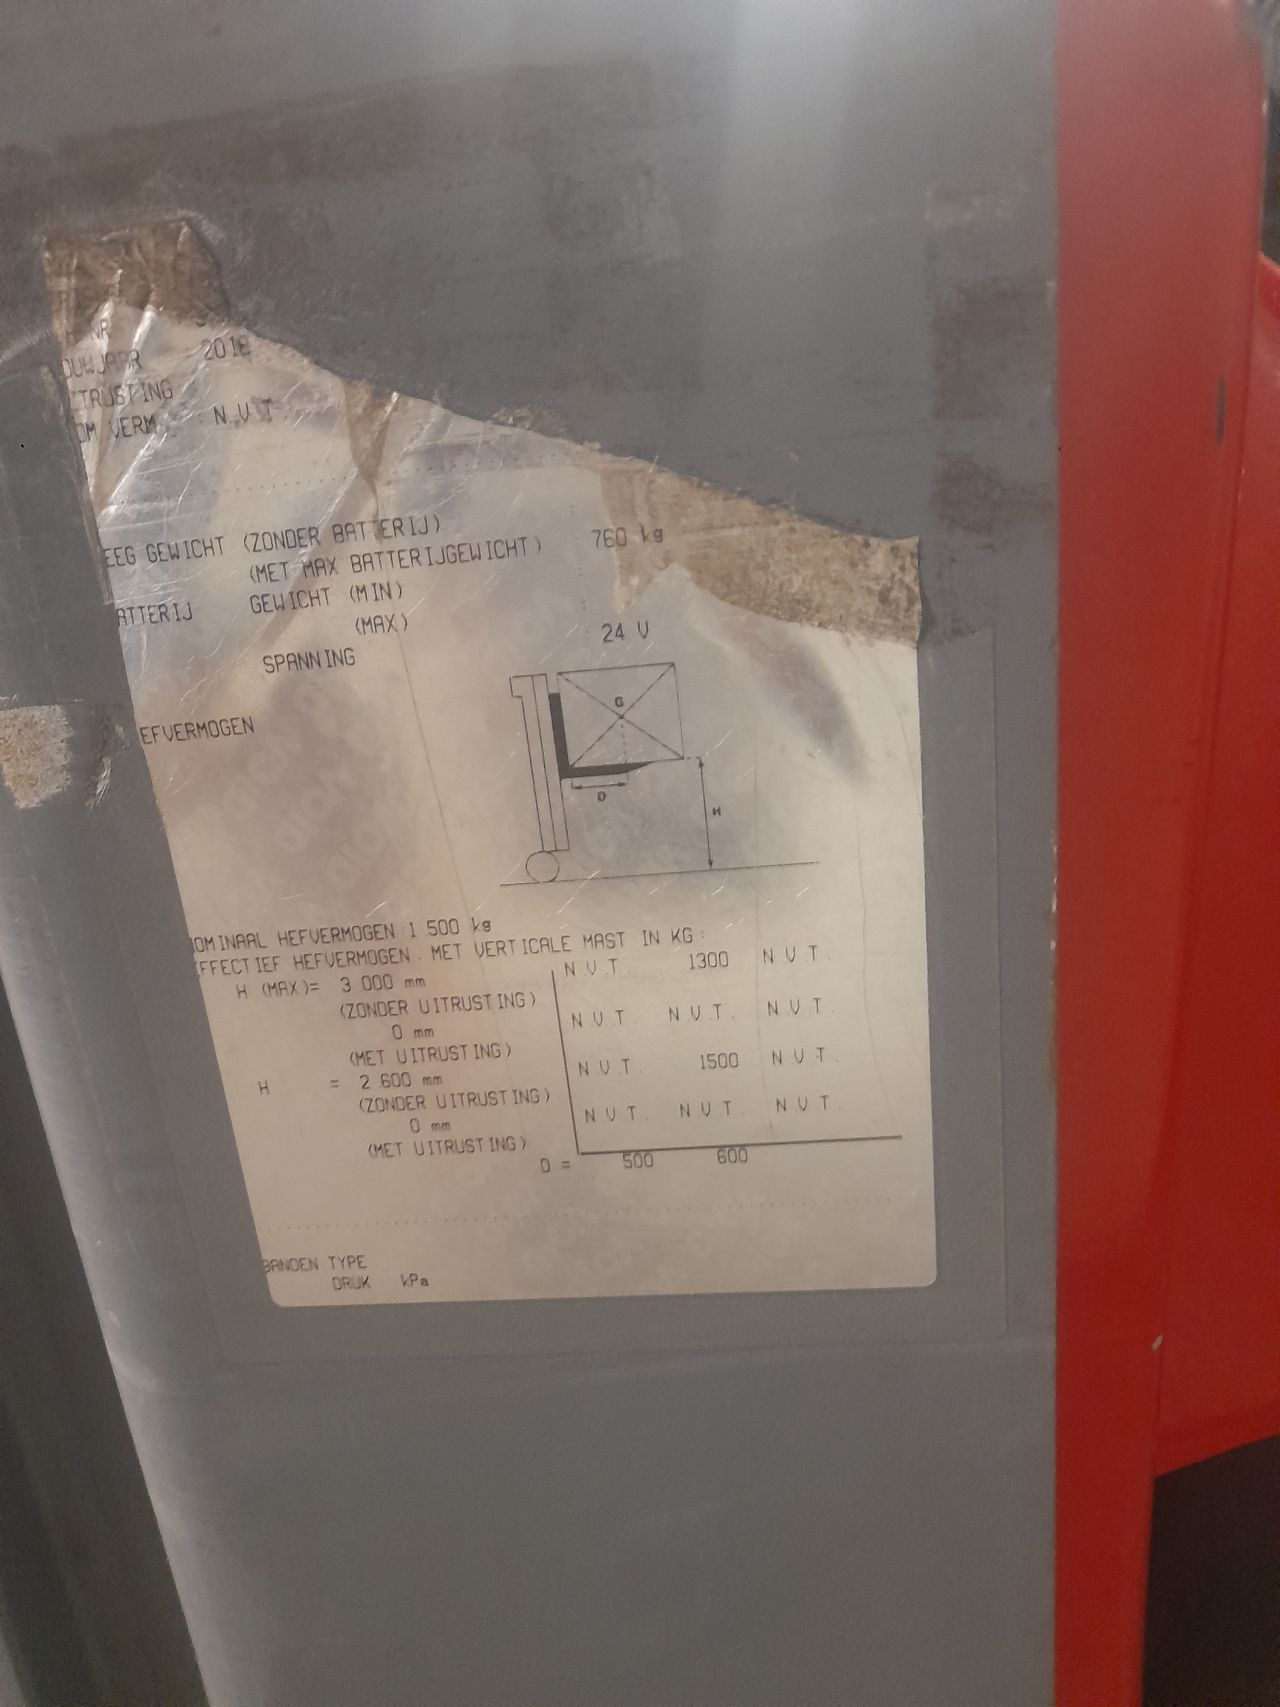 NR
OUWJAAR 2018
ITRUSTING
OM VERM. N.V.T.
EEG GEWICHT (ZONDER BATTERIJ) : 760 kg
(MET MAX BATTERIJGEWICHT) :
ATTERIJ GEWICHT (MIN) :
(MAX) :
SPANNING 24 V
EFVERMOGEN
G
D
H
OMINAAL HEFVERMOGEN:1.500 kg
FFECTIEF HEFVERMOGEN, MET VERTICALE MAST IN KG:
H (MAX)= 3.000 mm N.V.T. 1300 N.V.T.
(ZONDER UITRUSTING)
0 mm N.V.T. N.V.T. N.V.T.
(MET UITRUSTING)
H = 2.600 mm N.V.T. 1500 N.V.T.
(ZONDER UITRUSTING)
0 mm N.V.T. N.V.T. N.V.T.
(MET UITRUSTING)
D = 500 600
BANDEN TYPE
DRUK kPa